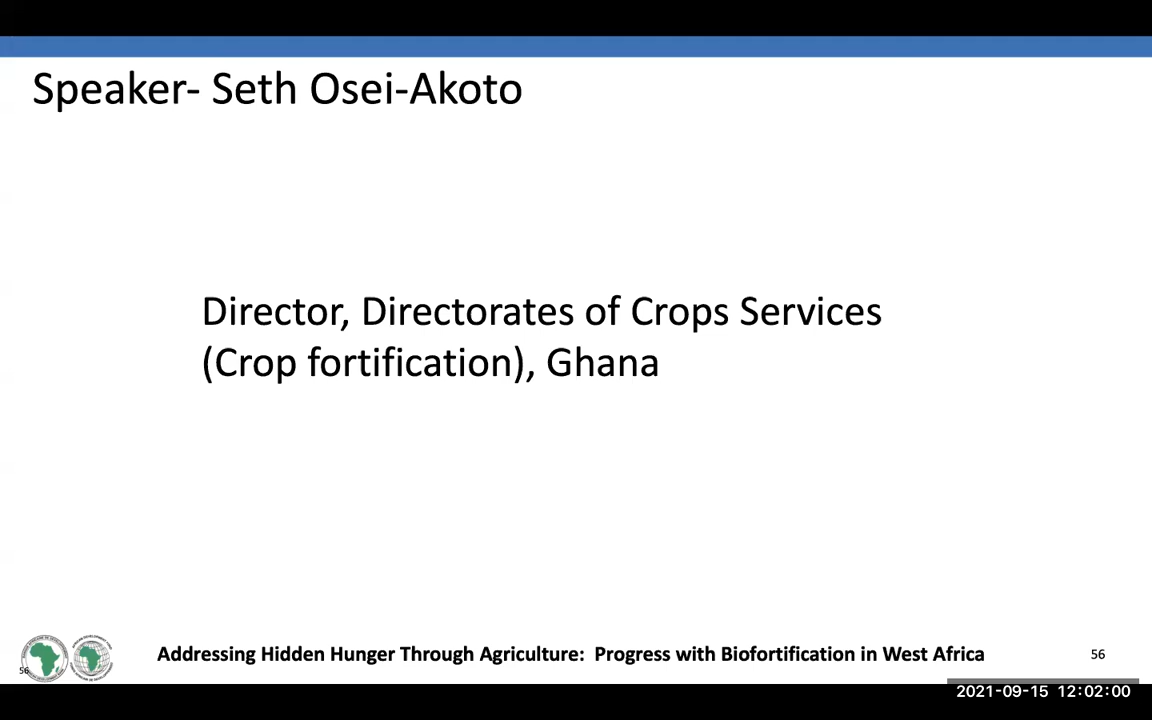 Speaker- Seth Osei-Akoto
Director, Directorates of Crops Services
(Crop fortification), Ghana
56
Addressing Hidden Hunger Through Agriculture:  Progress with Biofortification in West Africa
56
2021-09-15 12:02:00